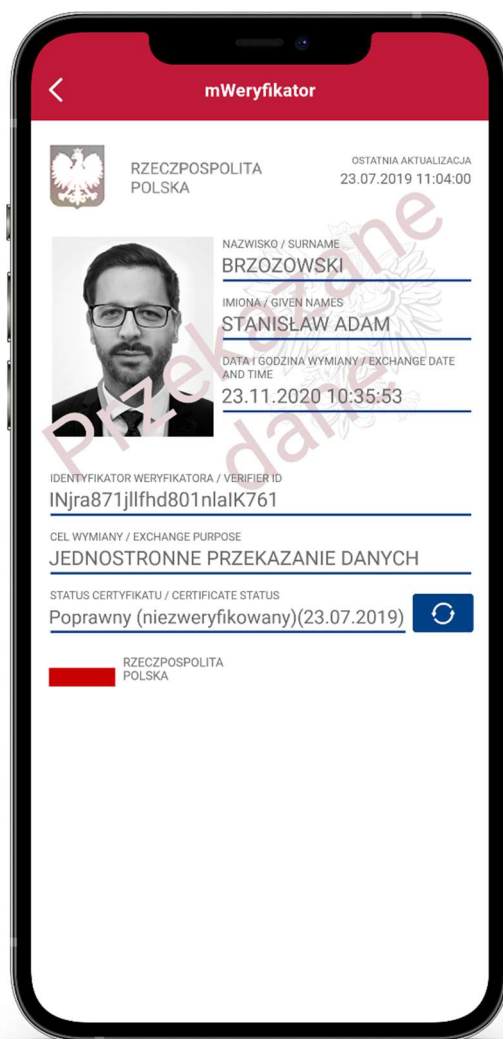 mWeryfikator
RZECZPOSPOLITA
POLSKA
OSTATNIA AKTUALIZACJA
23.07.2019 11:04:00
NAZWISKO / SURNAME
BRZOZOWSKI
IMIONA / GIVEN NAMES
STANISŁAW ADAM
DATA I GODZINA WYMIANY / EXCHANGE DATE
AND TIME
23.11.2020 10:35:53
Przekazane
dane
IDENTYFIKATOR WERYFIKATORA / VERIFIER ID
INjra871jllfhd801nlaIK761
CEL WYMIANY / EXCHANGE PURPOSE
JEDNOSTRONNE PRZEKAZANIE DANYCH
STATUS CERTYFIKATU / CERTIFICATE STATUS
Poprawny (niezweryfikowany)(23.07.2019)
RZECZPOSPOLITA
POLSKA